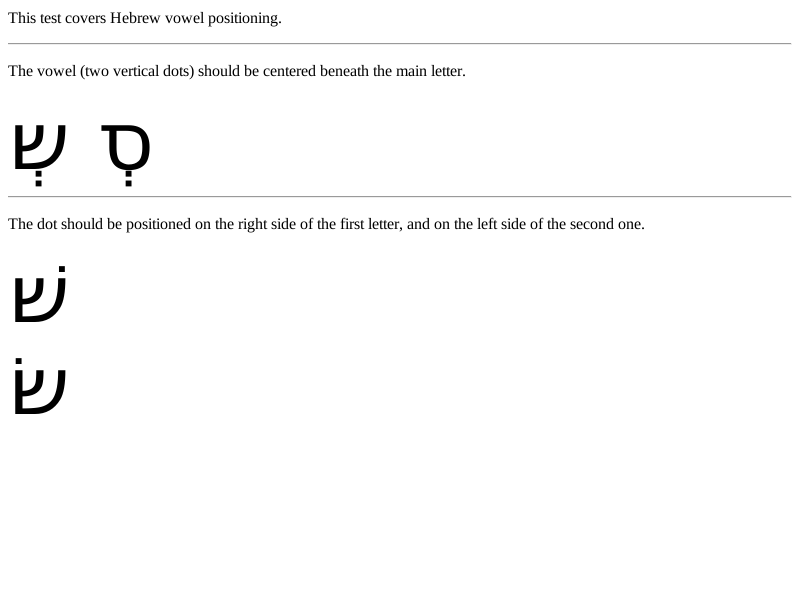 This test covers Hebrew vowel positioning.
The vowel (two vertical dots) should be centered beneath the main letter.
סְ שְ
The dot should be positioned on the right side of the first letter, and on the left side of the second one.
שׁ
שׂ